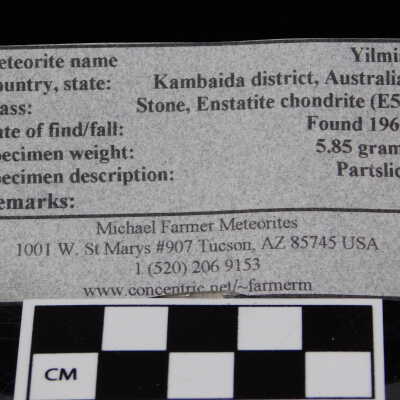 eteorite name Yilmi
ountry, state: Kambaida district, Australia
ass: Stone, Enstatite chondrite (E5
ate of find/fall: Found 196
ecimen weight: 5.85 gram
ecimen description: Partslic
emarks:
Michael Farmer Meteorites
1001 W. St Marys #907 Tucson, AZ 85745 USA
1 (520) 206 9153
www.concentric.net/~farmerm
CM